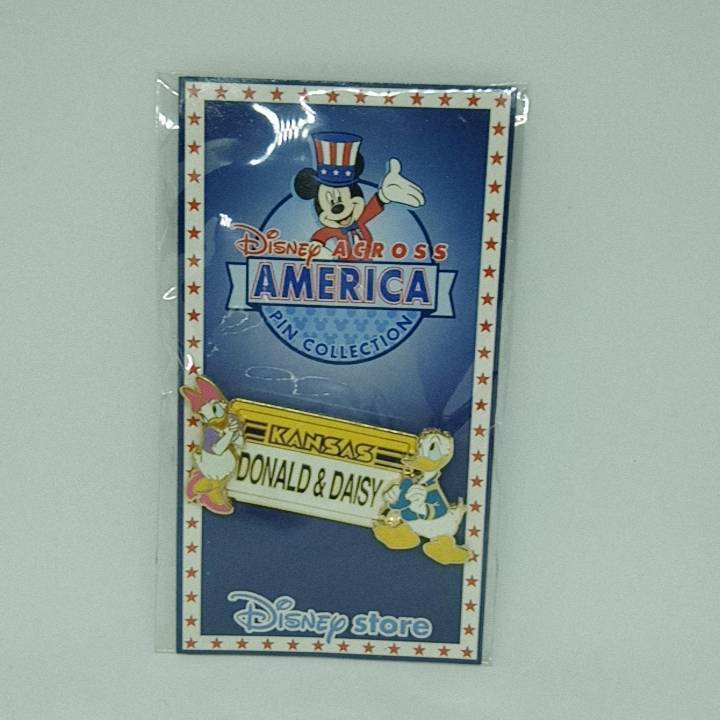 Disney ACROSS
AMERICA
PIN COLLECTION
KANSAS
DONALD & DAISY
Disney store